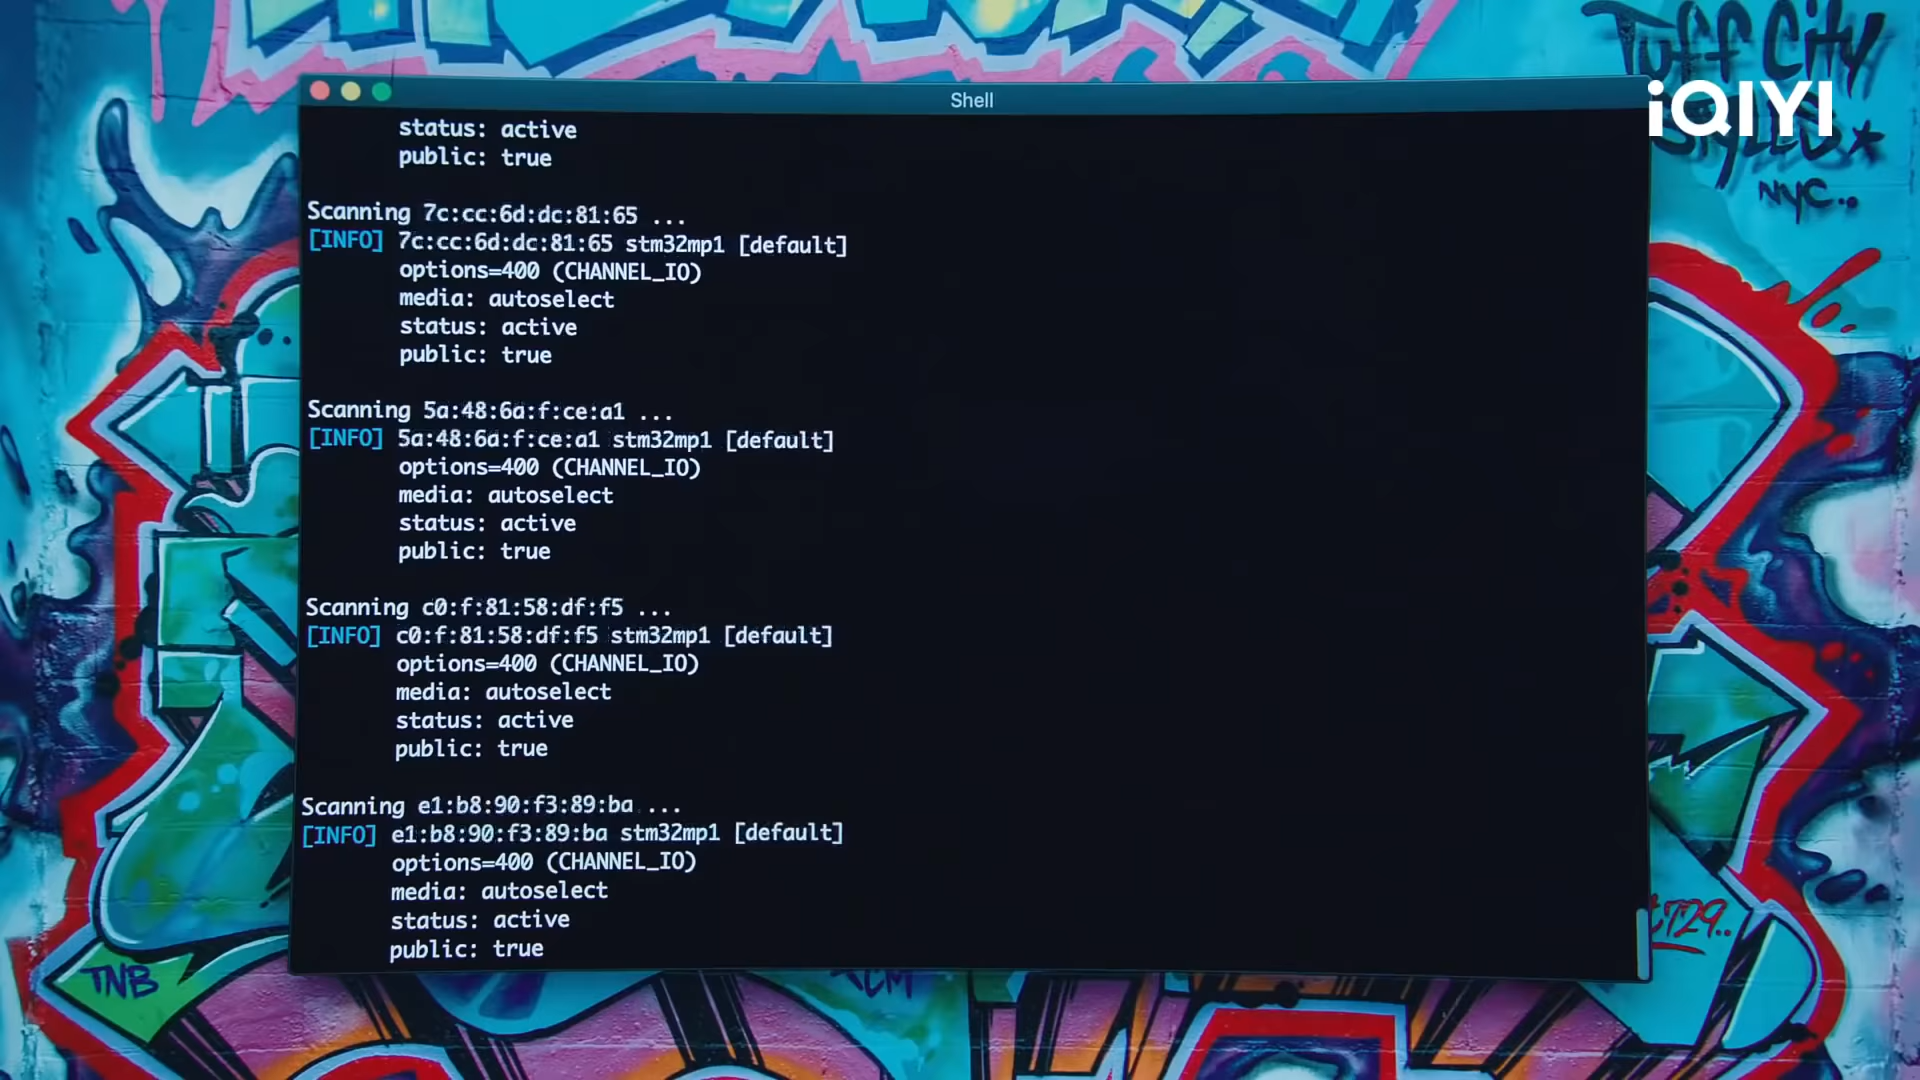 Tuff City
iQIYI
Styles
NYC..
Shell
status: active
public: true
Scanning 7c:cc:6d:dc:81:65 ...
[INFO] 7c:cc:6d:dc:81:65 stm32mp1 [default]
options=400 (CHANNEL_IO)
media: autoselect
status: active
public: true
Scanning 5a:48:6a:f:ce:a1 ...
[INFO] 5a:48:6a:f:ce:a1 stm32mp1 [default]
options=400 (CHANNEL_IO)
media: autoselect
status: active
public: true
Scanning c0:f:81:58:df:f5 ...
[INFO] c0:f:81:58:df:f5 stm32mp1 [default]
options=400 (CHANNEL_IO)
media: autoselect
status: active
public: true
Scanning e1:b8:90:f3:89:ba ...
[INFO] e1:b8:90:f3:89:ba stm32mp1 [default]
options=400 (CHANNEL_IO)
media: autoselect
status: active
public: true
TNB